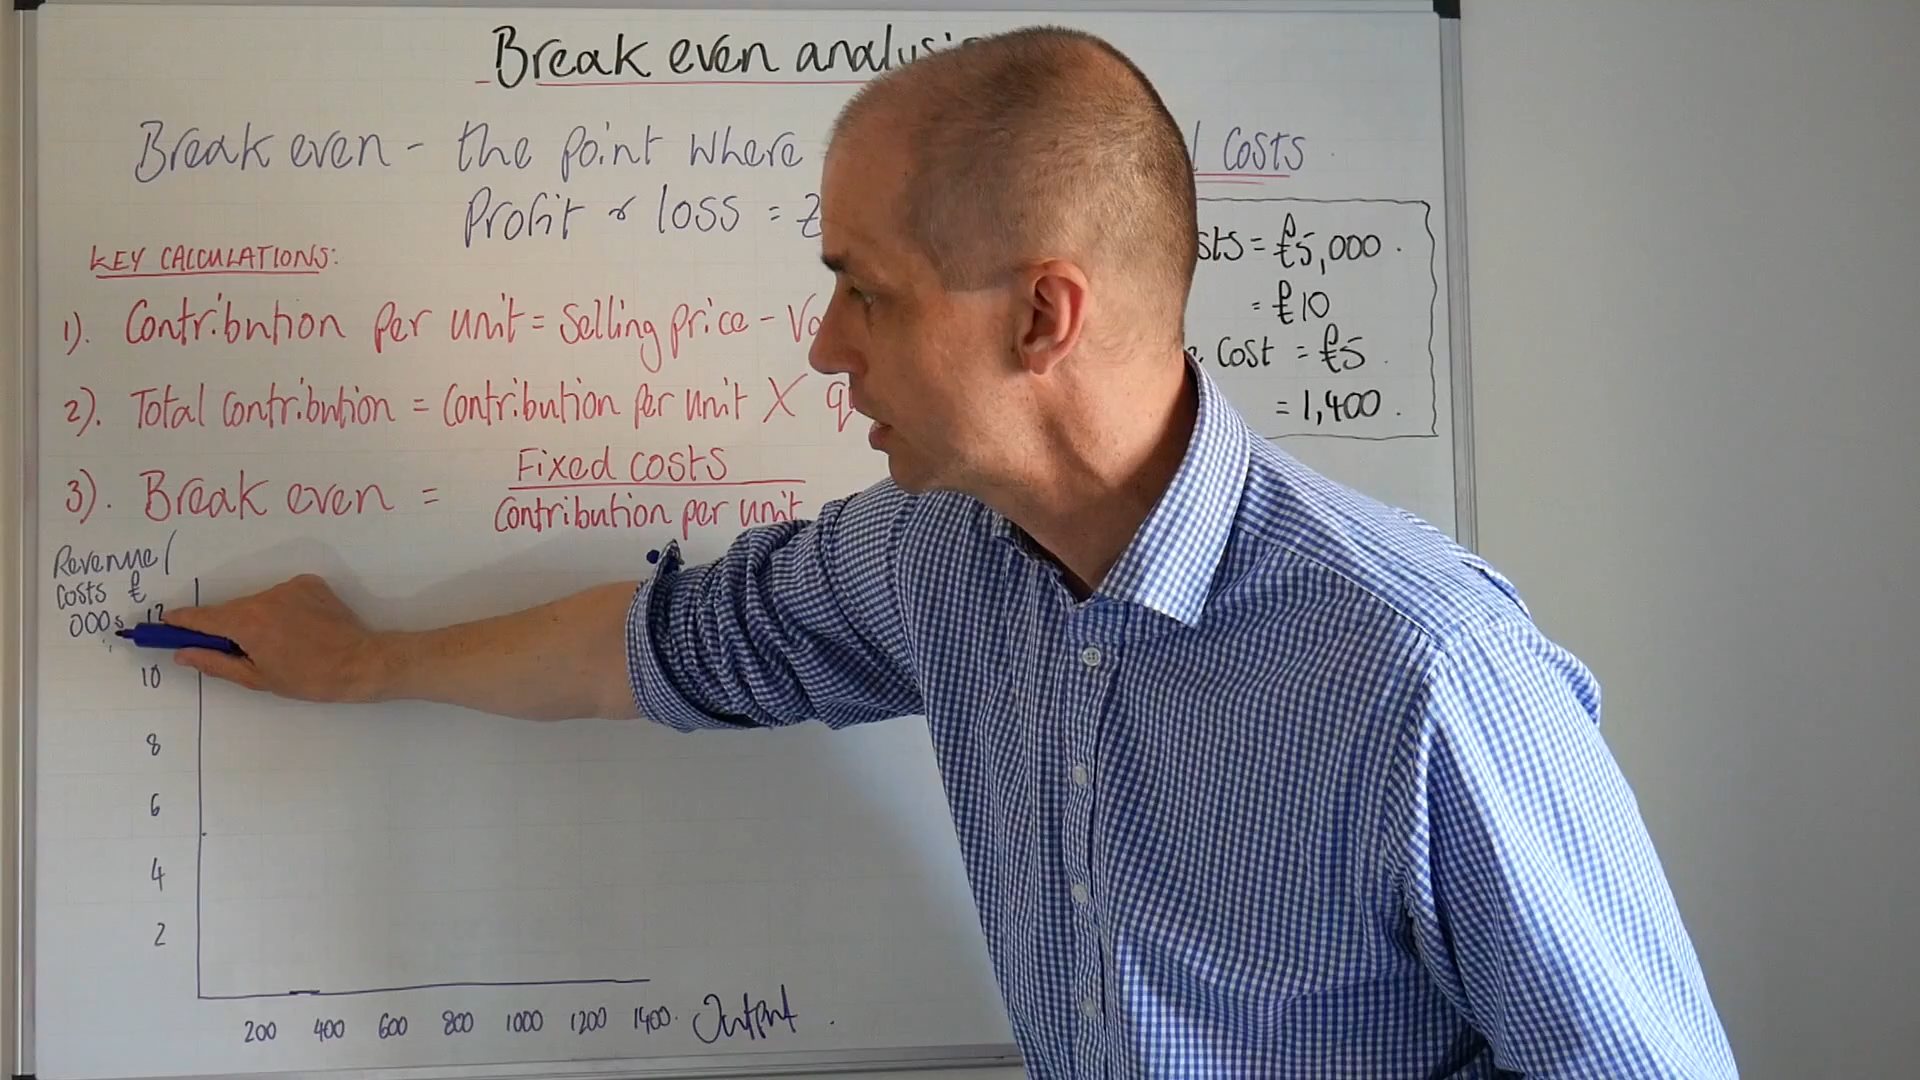 Break even analysi
Break even - the point where l costs
Profit or loss = Z
KEY CALCULATIONS:
sts = £5,000
= £10
cost = £5
= 1,400
1). Contribution per unit = Selling price - Va
2). Total contribution = Contribution per unit X q
3). Break even = Fixed costs
Contribution per unit
Revenue/
costs £
000s 12
10
8
6
4
2
200 400 600 800 1000 1200 1400 Output